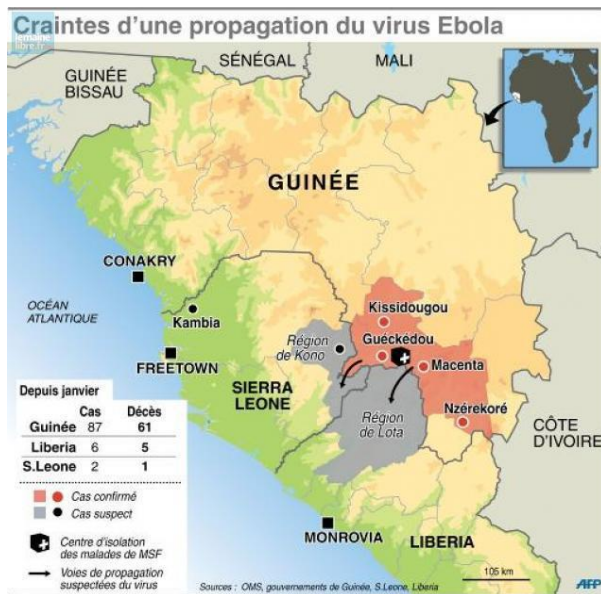 Craintes d'une propagation du virus Ebola
lemaine
libre.fr
SÉNÉGAL
MALI
GUINÉE
BISSAU
GUINÉE
CONAKRY
OCÉAN
ATLANTIQUE
Kambia
Kissidougou
Guéckédou
Région
de Kono
Macenta
FREETOWN
SIERRA
LEONE
Région
de Lota
Nzérékoré
CÔTE
D'IVOIRE
Depuis janvier
Cas Décès
Guinée 87 61
Liberia 6 5
S.Leone 2 1
Cas confirmé
Cas suspect
Centre d'isolation
des malades de MSF
Voies de propagation
suspectées du virus
MONROVIA
LIBERIA
105 km
Sources : OMS, gouvernements de Guinée, S.Leone, Liberia
AFP